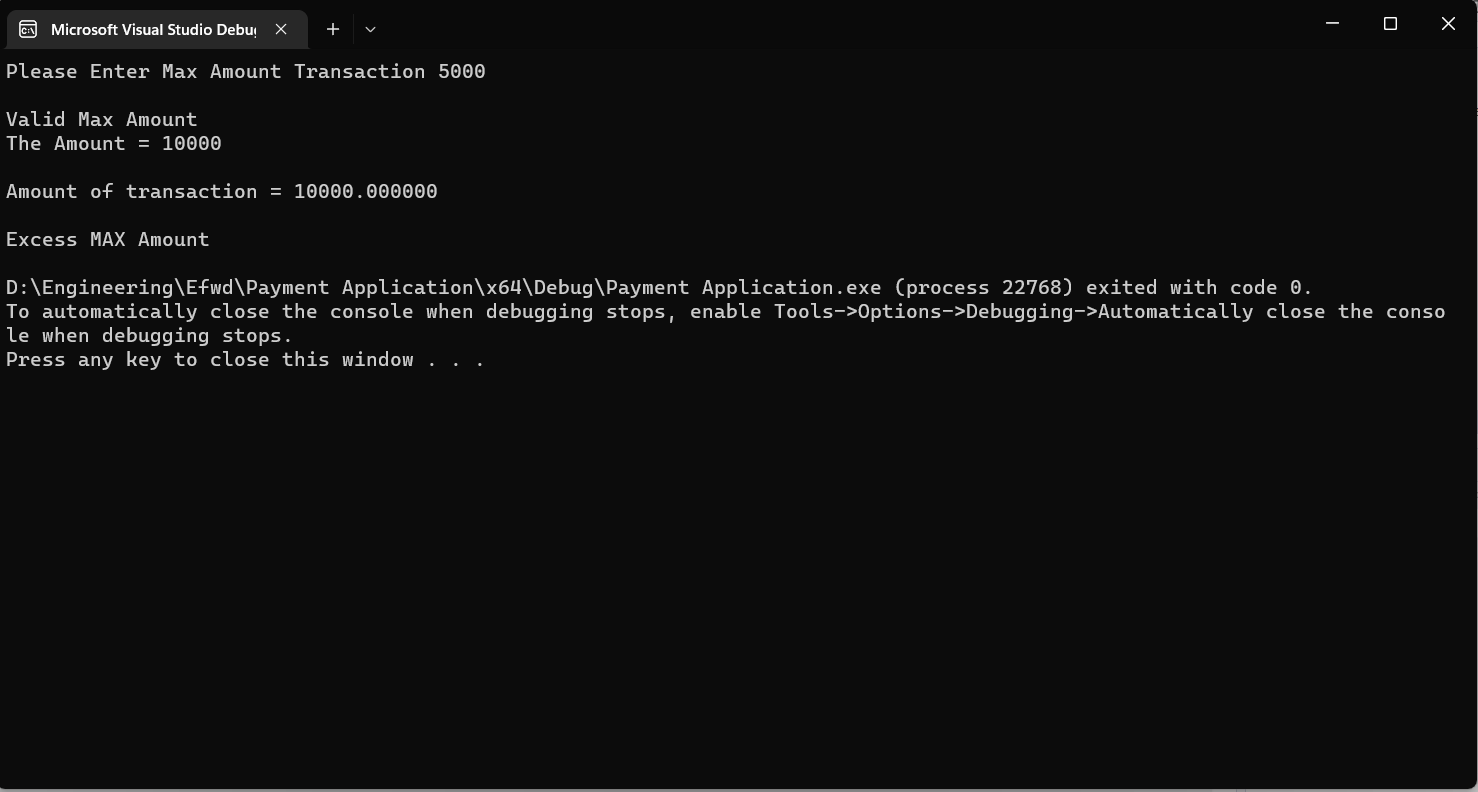 Microsoft Visual Studio Debug
Please Enter Max Amount Transaction 5000
Valid Max Amount
The Amount = 10000
Amount of transaction = 10000.000000
Excess MAX Amount
D:\Engineering\Efwd\Payment Application\x64\Debug\Payment Application.exe (process 22768) exited with code 0.
To automatically close the console when debugging stops, enable Tools->Options->Debugging->Automatically close the conso
le when debugging stops.
Press any key to close this window . . .